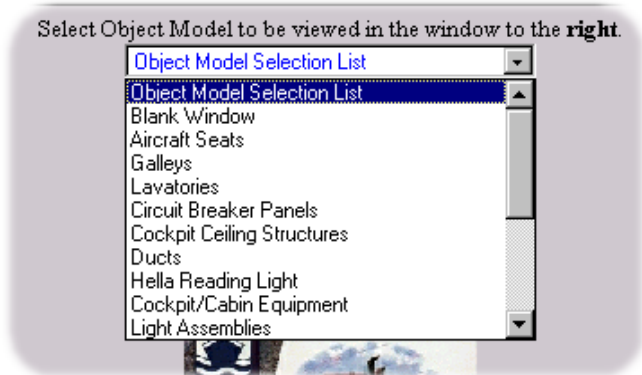 Select Object Model to be viewed in the window to the right.
Object Model Selection List
Object Model Selection List
Blank Window
Aircraft Seats
Galleys
Lavatories
Circuit Breaker Panels
Cockpit Ceiling Structures
Ducts
Hella Reading Light
Cockpit/Cabin Equipment
Light Assemblies